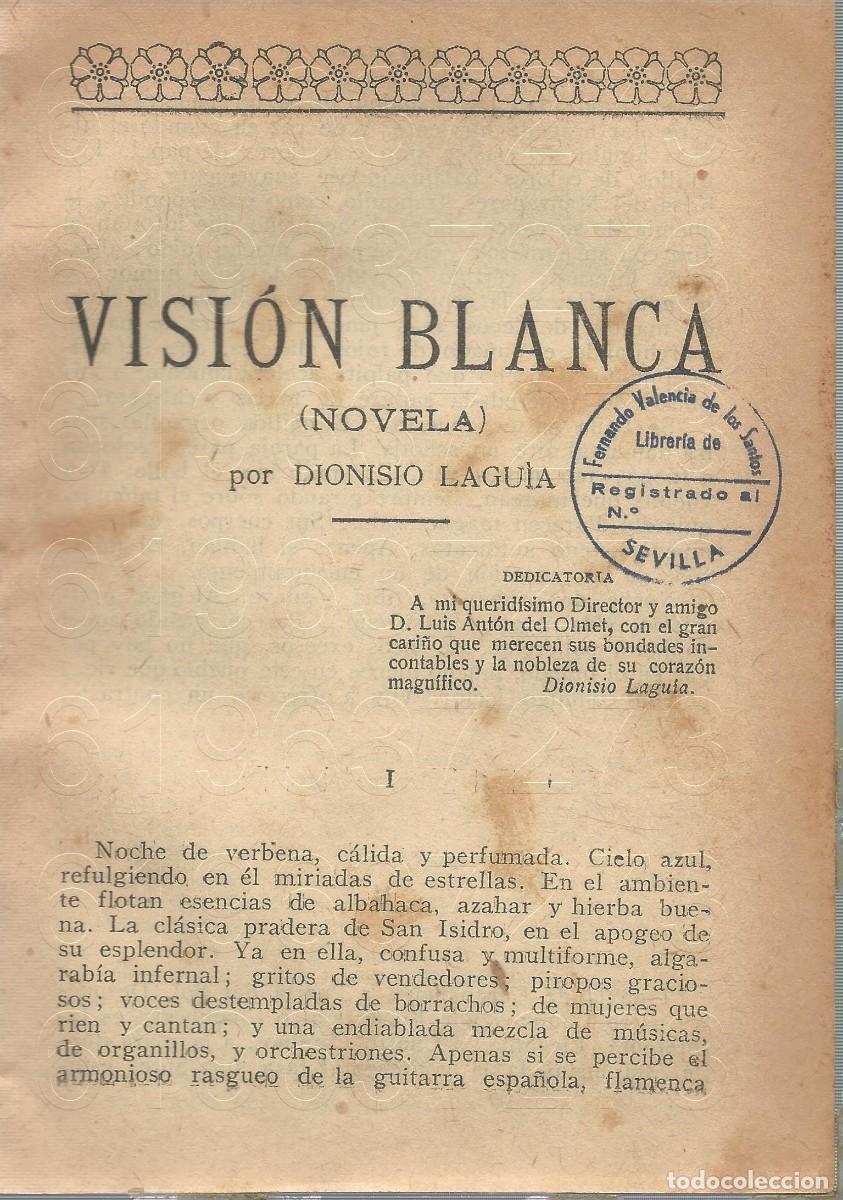 VISIÓN BLANCA
(NOVELA)
por DIONISIO LAGUÌA
Fernando Valencia de los Santos
Librería de
Registrado al
N.º
SEVILLA
DEDICATORIA
A mi queridísimo Director y amigo
D. Luis Antón del Olmet, con el gran
cariño que merecen sus bondades in-
contables y la nobleza de su corazón
magnífico. Dionisio Laguía.
I
Noche de verbena, cálida y perfumada. Cielo azul,
refulgiendo en él miriadas de estrellas. En el ambien-
te flotan esencias de albahaca, azahar y hierba bue-
na. La clásica pradera de San Isidro, en el apogeo de
su esplendor. Ya en ella, confusa y multiforme, alga-
rabía infernal; gritos de vendedores; piropos gracio-
sos; voces destempladas de borrachos; de mujeres que
rien y cantan; y una endiablada mezcla de músicas,
de organillos, y orchestriones. Apenas si se percibe el
armonioso rasgueo de la guitarra española, flamenca
619637273
todocoleccion